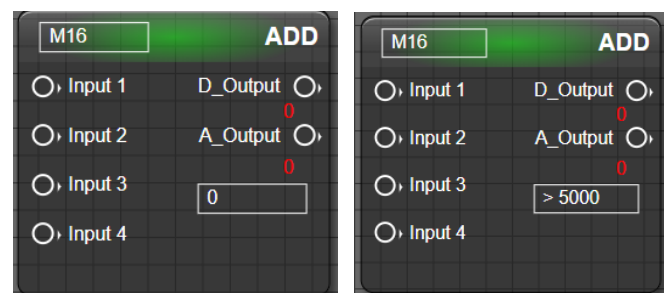 M16 ADD
Input 1 D_Output
0
Input 2 A_Output
0
Input 3
0
Input 4
M16 ADD
Input 1 D_Output
0
Input 2 A_Output
0
Input 3
> 5000
Input 4